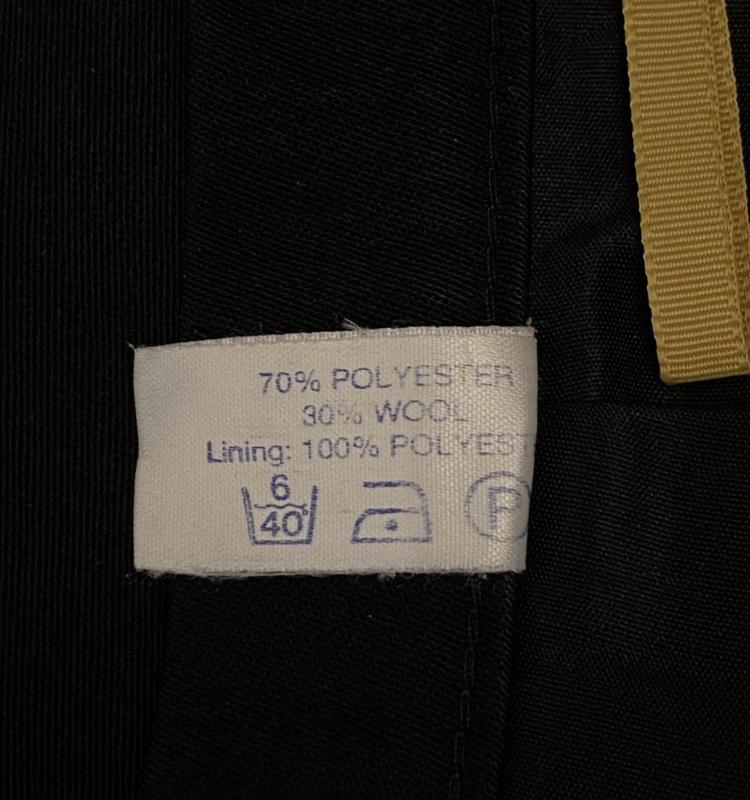 70% POLYESTER
30% WOOL
Lining: 100% POLYEST
6
40°
P